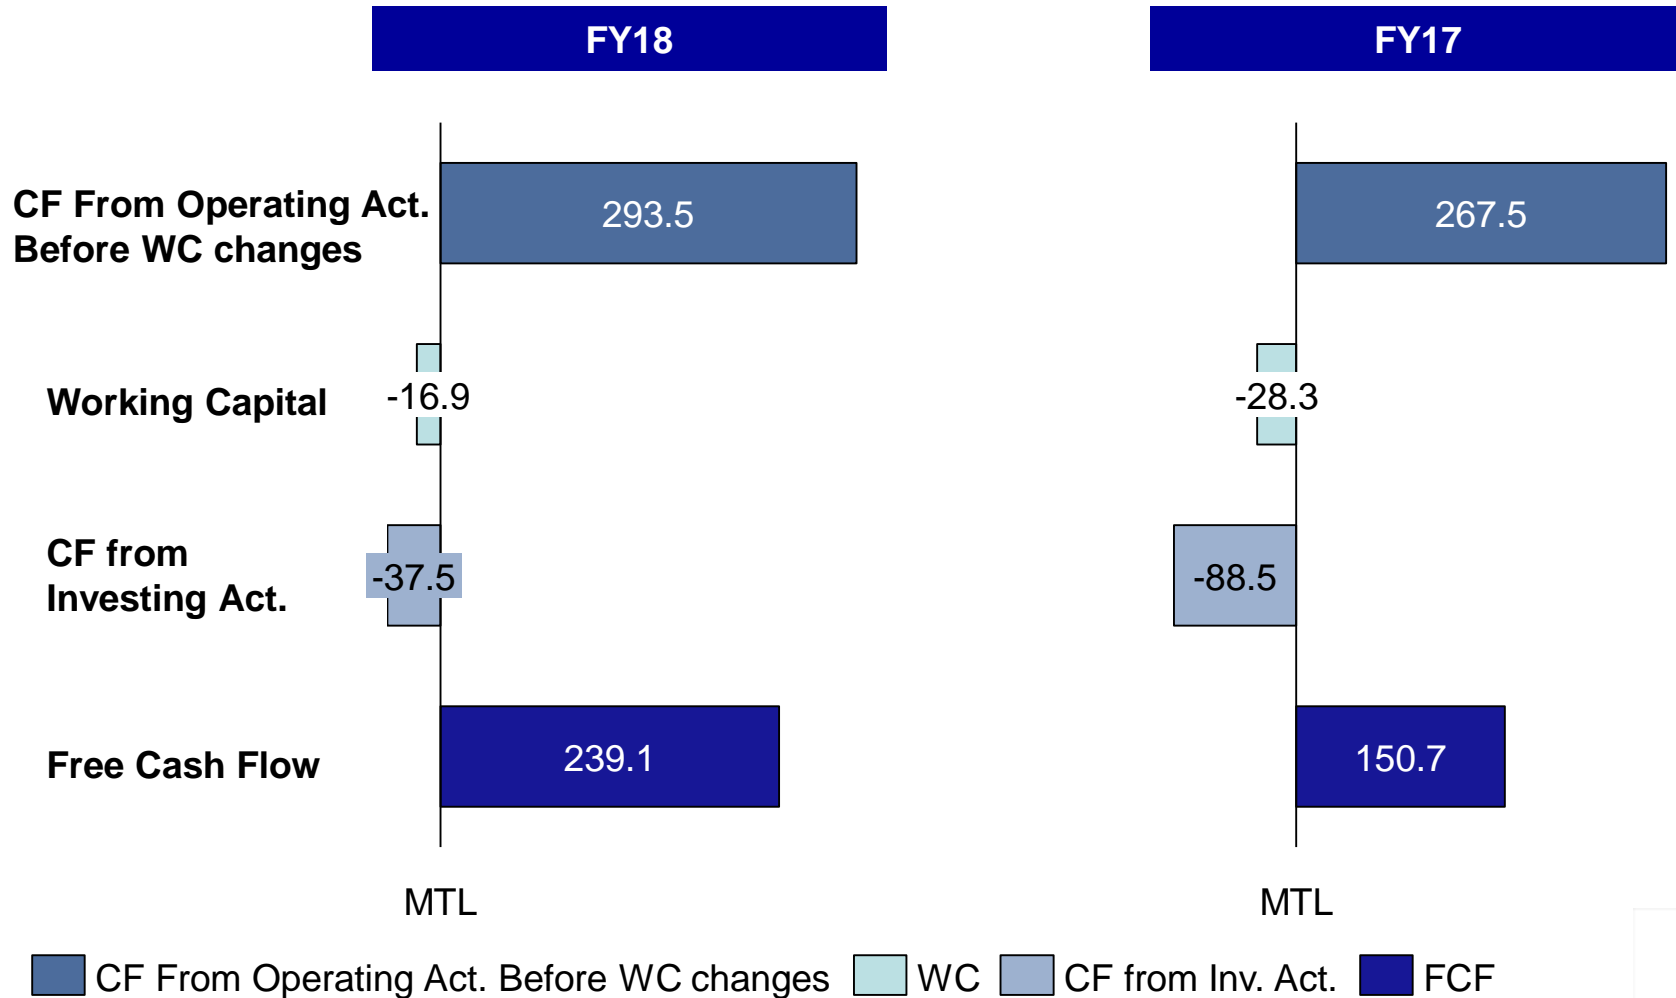 FY18
FY17
CF From Operating Act.
Before WC changes
293.5
267.5
Working Capital
-16.9
-28.3
CF from
Investing Act.
-37.5
-88.5
Free Cash Flow
239.1
150.7
MTL
MTL
CF From Operating Act. Before WC changes WC CF from Inv. Act. FCF